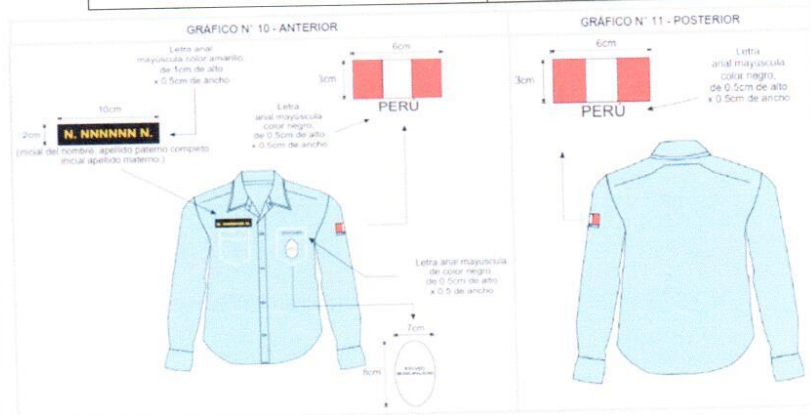 GRÁFICO N° 10 - ANTERIOR
Letra arial
mayúscula color amarillo
de 1cm de alto
x 0.5cm de ancho
10cm
2cm
N. NNNNNN N.
(inicial del nombre, apellido paterno completo
inicial apellido materno.)
6cm
3cm
PERÚ
Letra
arial mayúscula
color negro,
de 0.5cm de alto
x 0.5cm de ancho
N. NNNNNN N.
Letra arial mayúscula
de color negro,
de 0.5cm de alto
x 0.5 de ancho
7cm
8cm
GRÁFICO N° 11 - POSTERIOR
6cm
3cm
PERÚ
Letra
arial mayúscula
color negro,
de 0.5cm de alto
x 0.5cm de ancho